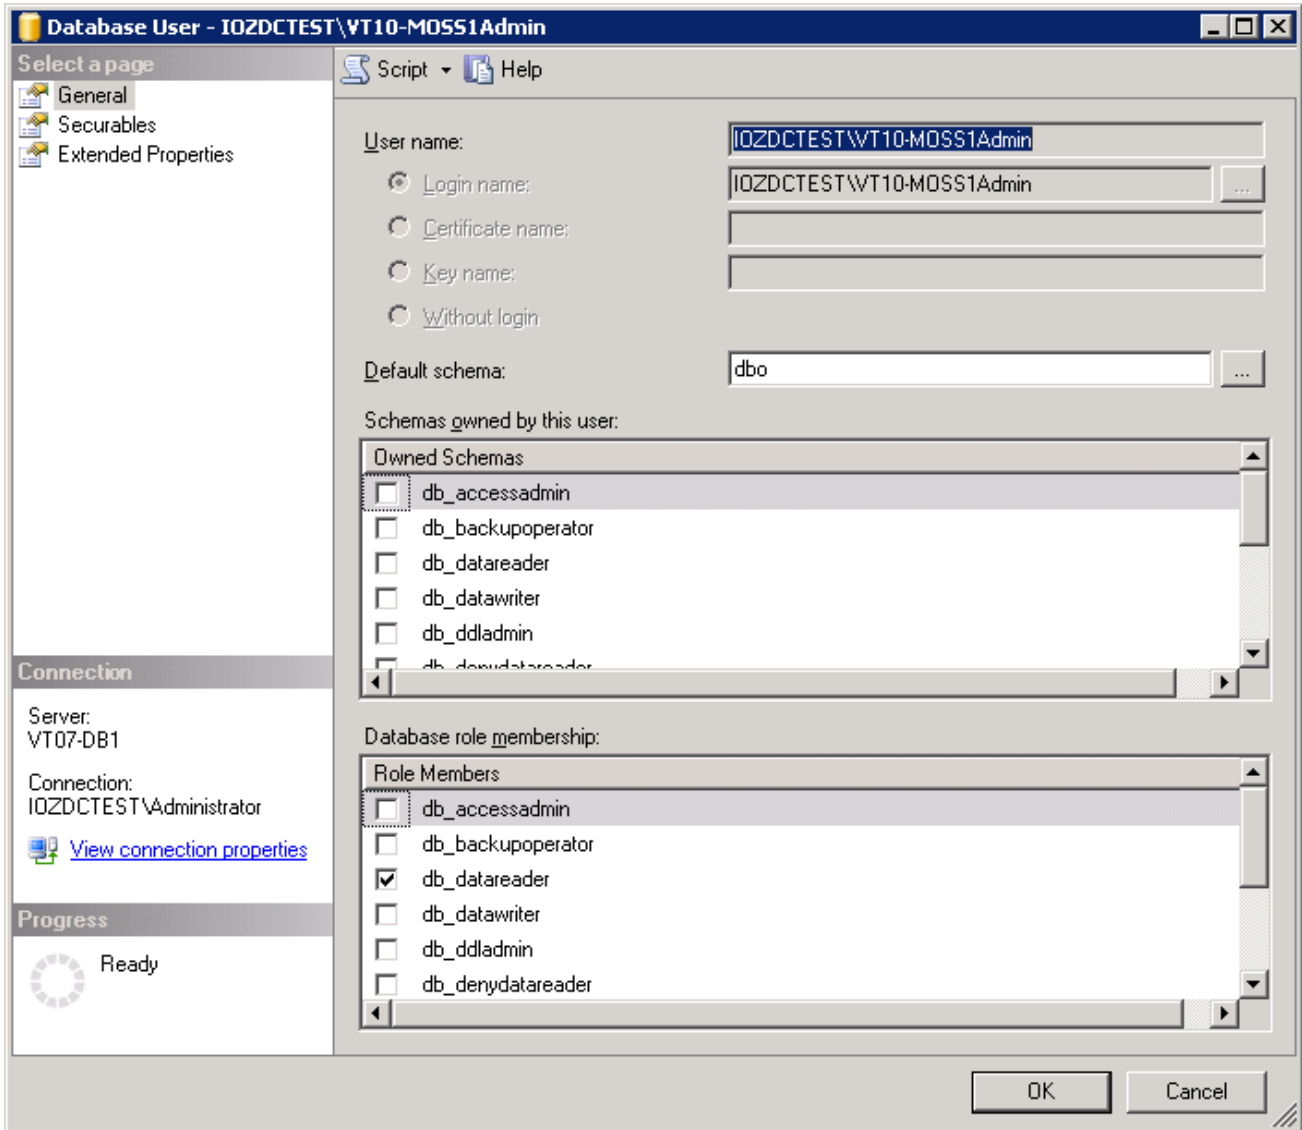 Database User - IOZDCTEST\VT10-MOSS1Admin
Select a page
General
Securables
Extended Properties
Script
Help
User name:
IOZDCTEST\VT10-MOSS1Admin
Login name:
IOZDCTEST\VT10-MOSS1Admin
...
Certificate name:
Key name:
Without login
Default schema:
dbo
...
Schemas owned by this user:
Owned Schemas
db_accessadmin
db_backupoperator
db_datareader
db_datawriter
db_ddladmin
db_denydatareader
Database role membership:
Role Members
db_accessadmin
db_backupoperator
db_datareader
db_datawriter
db_ddladmin
db_denydatareader
Connection
Server:
VT07-DB1
Connection:
IOZDCTEST\Administrator
View connection properties
Progress
Ready
OK
Cancel